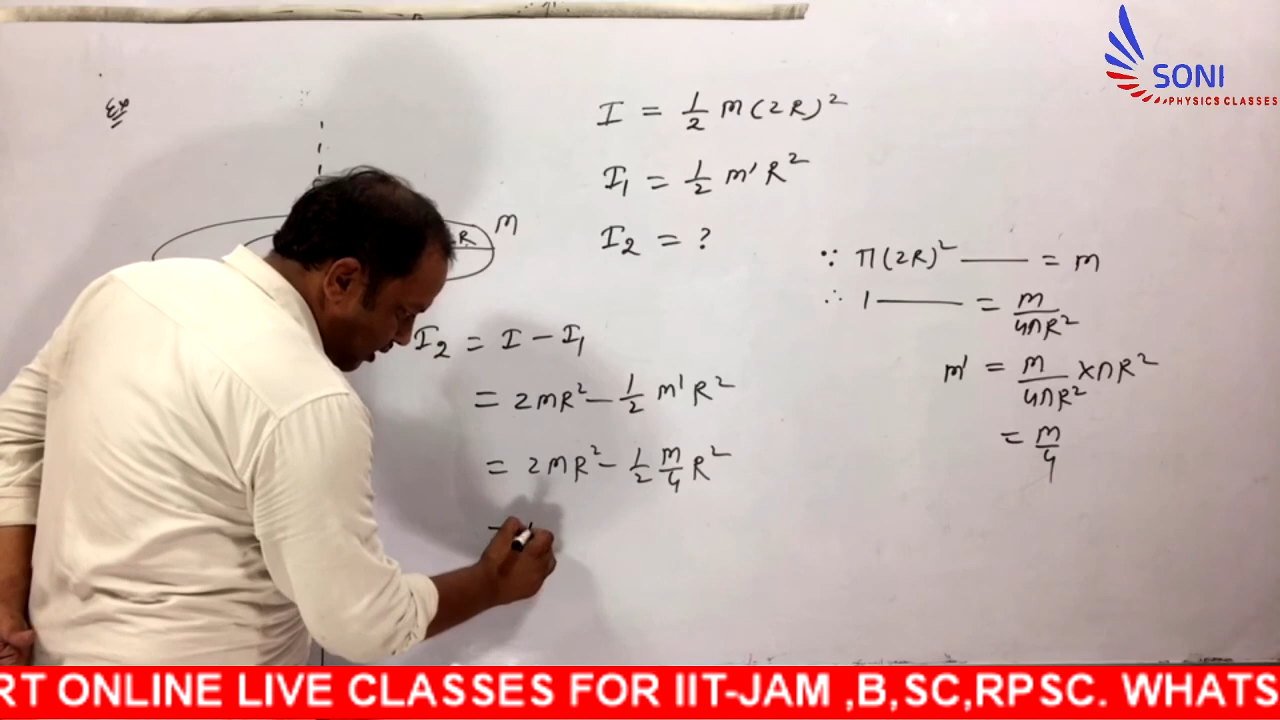 SONI
PHYSICS CLASSES
I = 1/2 M (2R)²
I₁ = 1/2 m' R²
I₂ = ?
M
R
∵ π(2R)² —— = M
∴ 1 —— = M/4πR²
m' = M/4πR² × πR²
= M/4
I₂ = I - I₁
= 2MR² - 1/2 m' R²
= 2MR² - 1/2 M/4 R²
RT ONLINE LIVE CLASSES FOR IIT-JAM ,B,SC,RPSC. WHATS